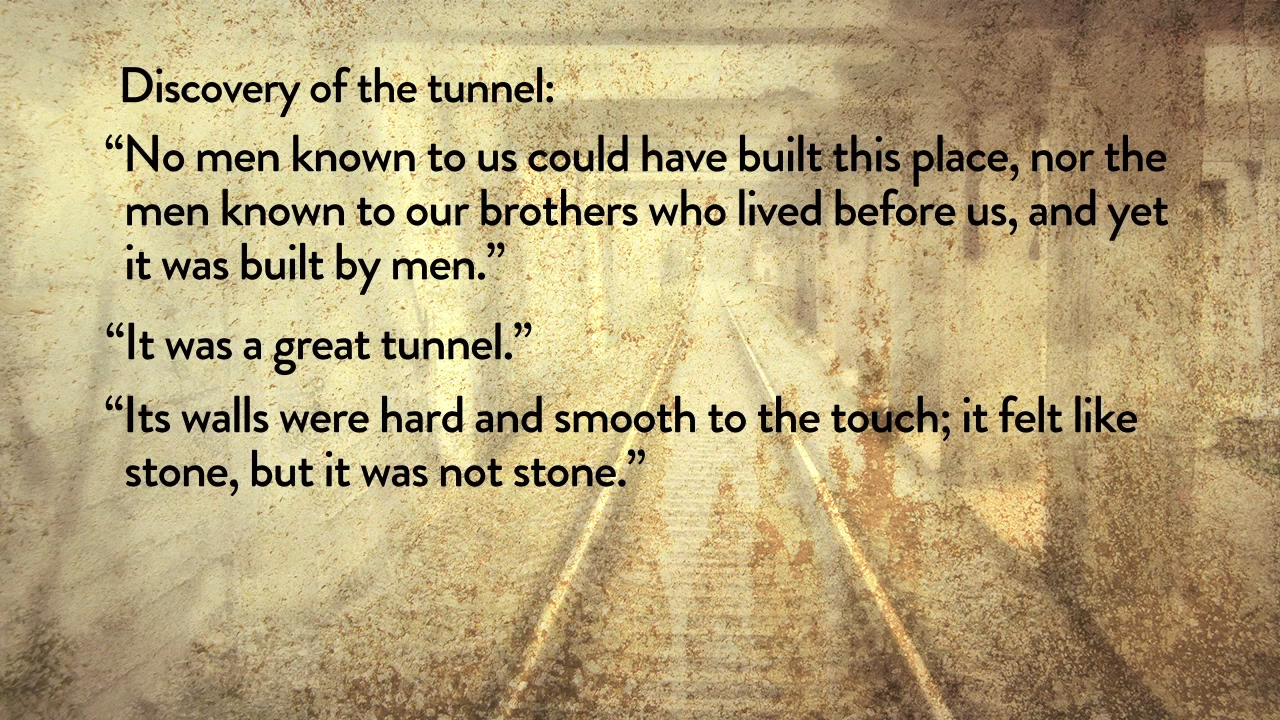 Discovery of the tunnel:
“No men known to us could have built this place, nor the
men known to our brothers who lived before us, and yet
it was built by men.”
“It was a great tunnel.”
“Its walls were hard and smooth to the touch; it felt like
stone, but it was not stone.”